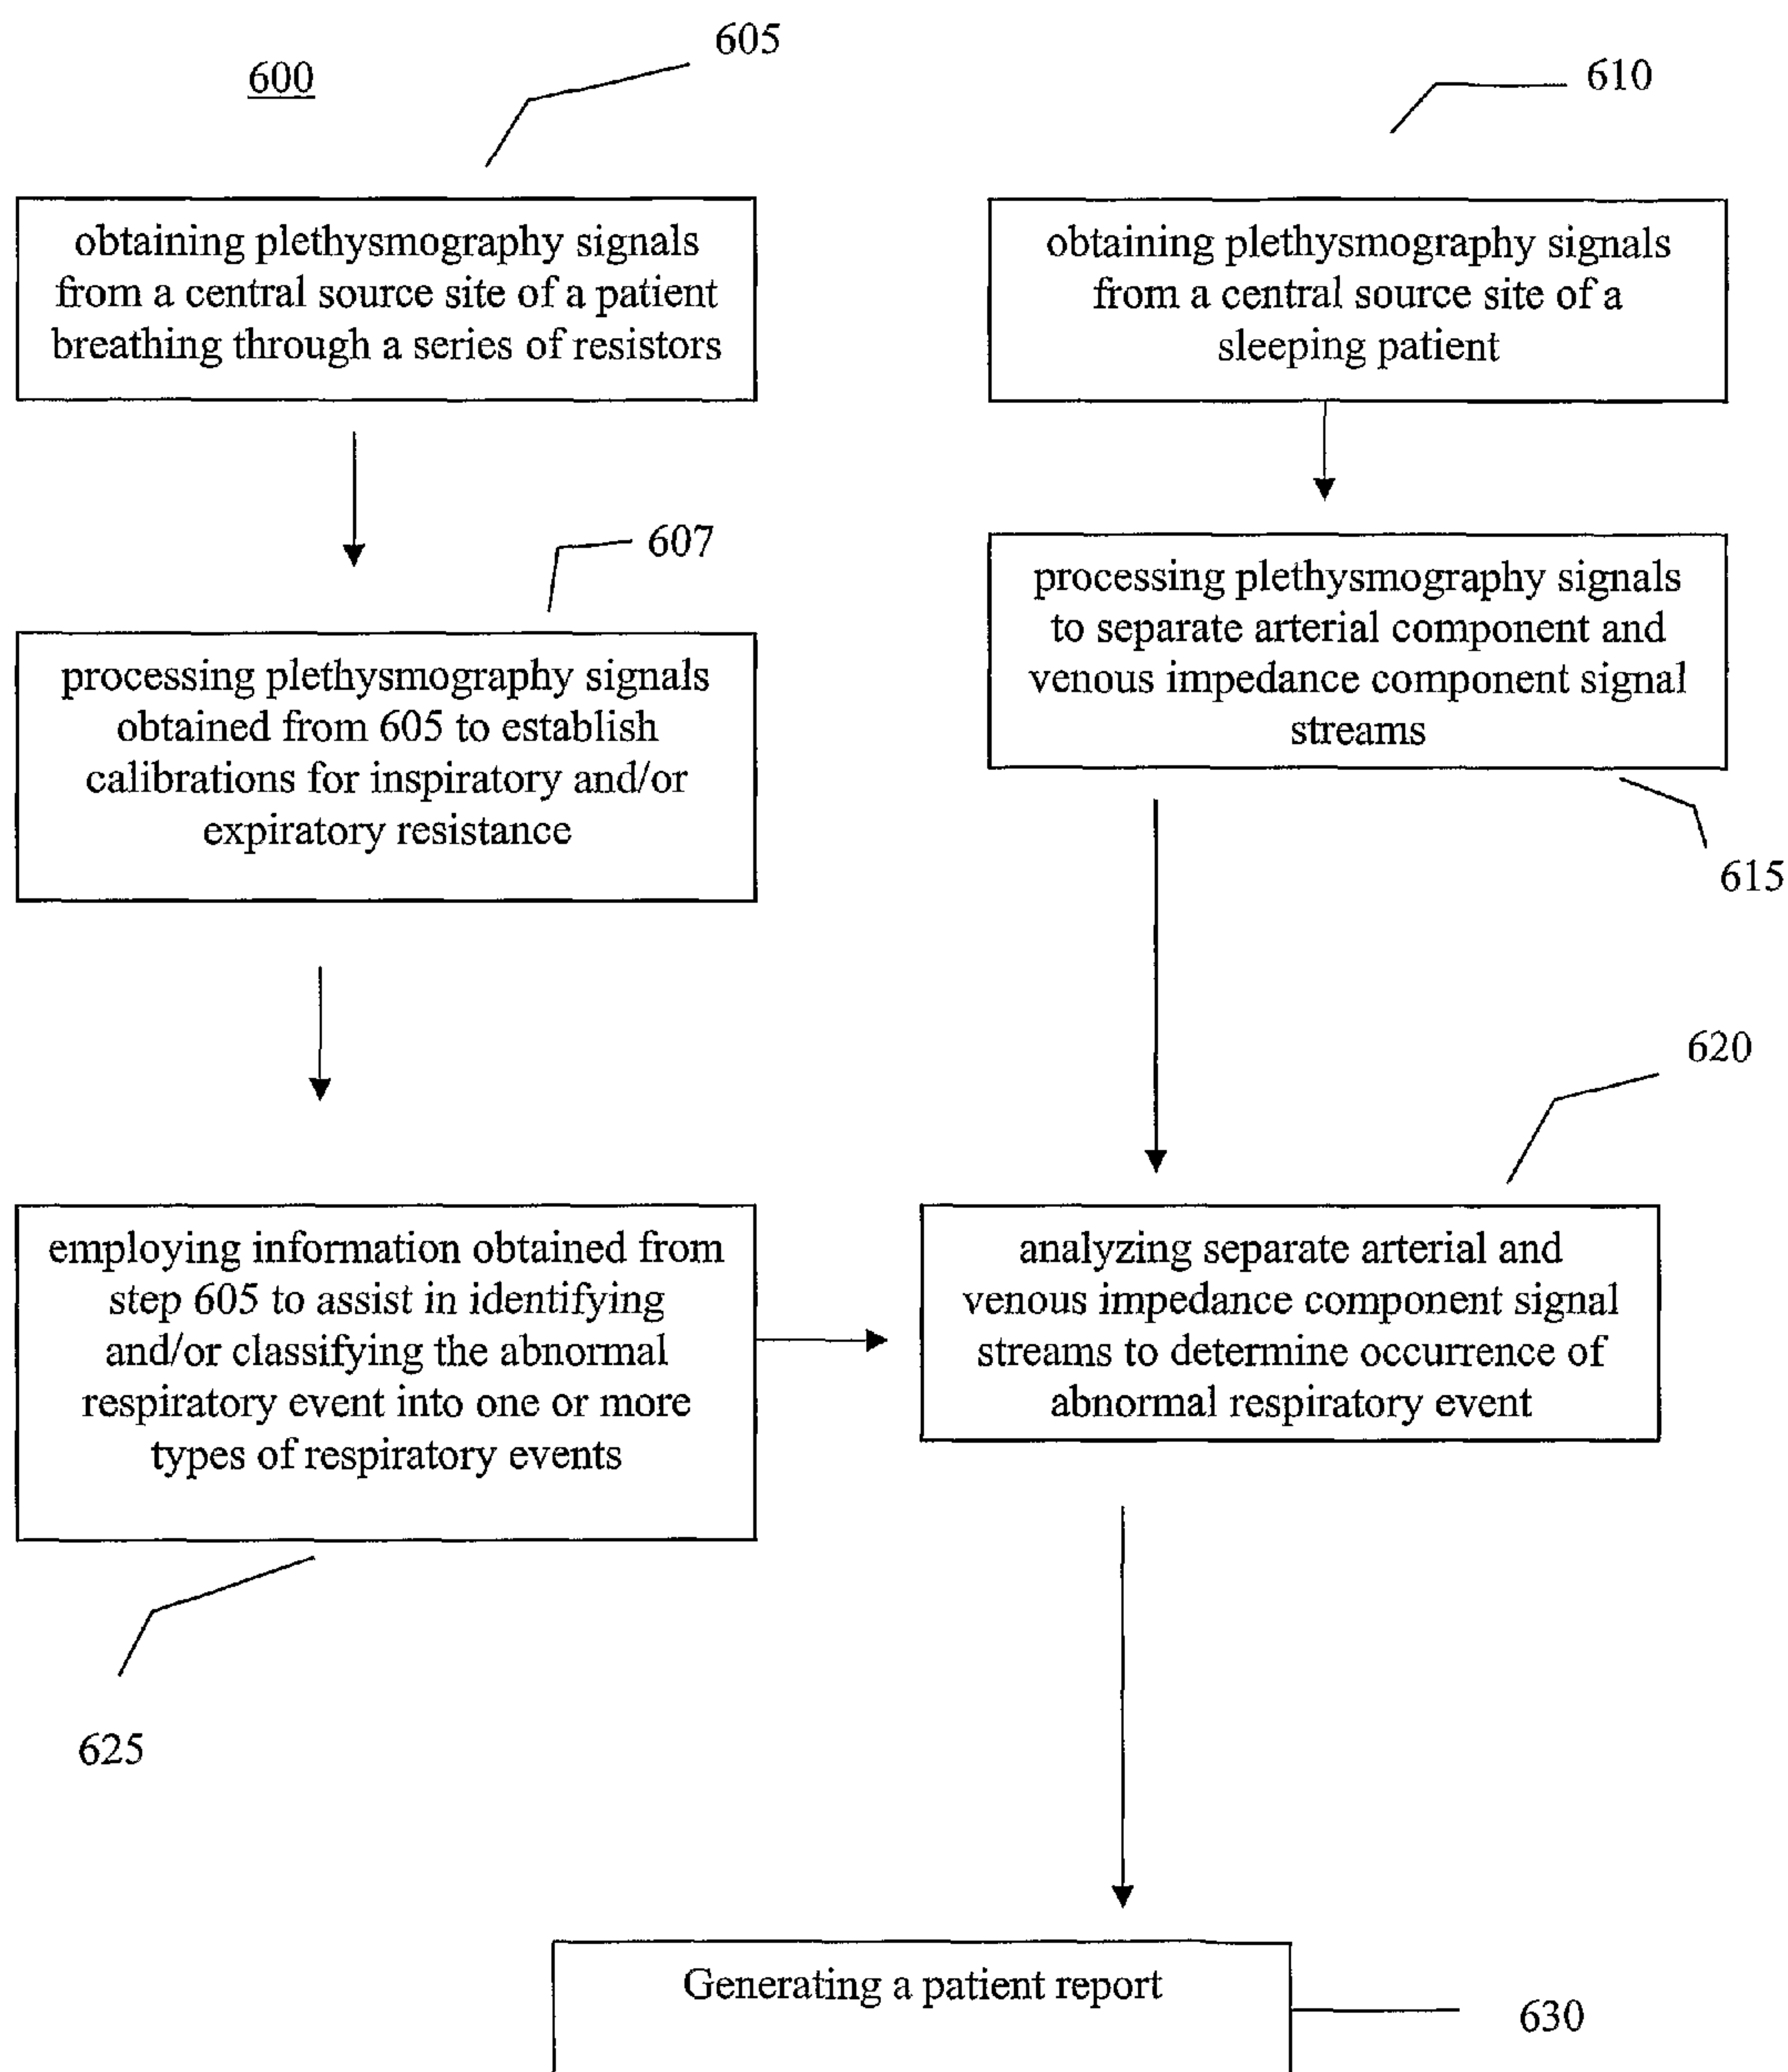 605
600
610
obtaining plethysmography signals
from a central source site of a patient
breathing through a series of resistors
obtaining plethysmography signals
from a central source site of a
sleeping patient
607
processing plethysmography signals
obtained from 605 to establish
calibrations for inspiratory and/or
expiratory resistance
processing plethysmography signals
to separate arterial component and
venous impedance component signal
streams
615
620
employing information obtained from
step 605 to assist in identifying
and/or classifying the abnormal
respiratory event into one or more
types of respiratory events
analyzing separate arterial and
venous impedance component signal
streams to determine occurrence of
abnormal respiratory event
625
Generating a patient report
630